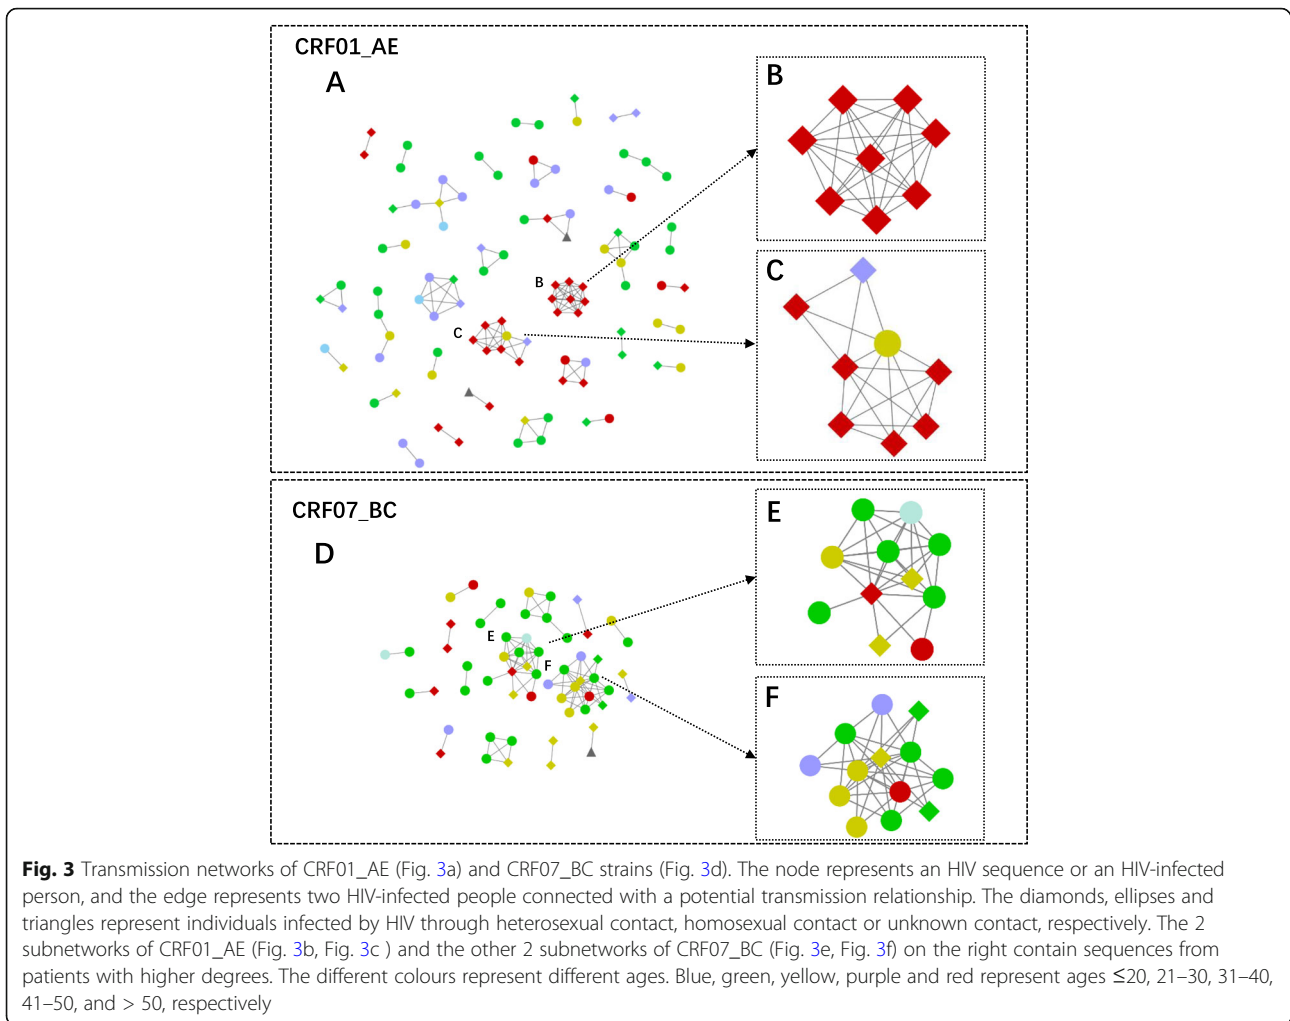 CRF01_AE
A
B
B
C
C
CRF07_BC
D
E
E
F
F
Fig. 3 Transmission networks of CRF01_AE (Fig. 3a) and CRF07_BC strains (Fig. 3d). The node represents an HIV sequence or an HIV-infected
person, and the edge represents two HIV-infected people connected with a potential transmission relationship. The diamonds, ellipses and
triangles represent individuals infected by HIV through heterosexual contact, homosexual contact or unknown contact, respectively. The 2
subnetworks of CRF01_AE (Fig. 3b, Fig. 3c ) and the other 2 subnetworks of CRF07_BC (Fig. 3e, Fig. 3f) on the right contain sequences from
patients with higher degrees. The different colours represent different ages. Blue, green, yellow, purple and red represent ages ≤20, 21–30, 31–40,
41–50, and > 50, respectively